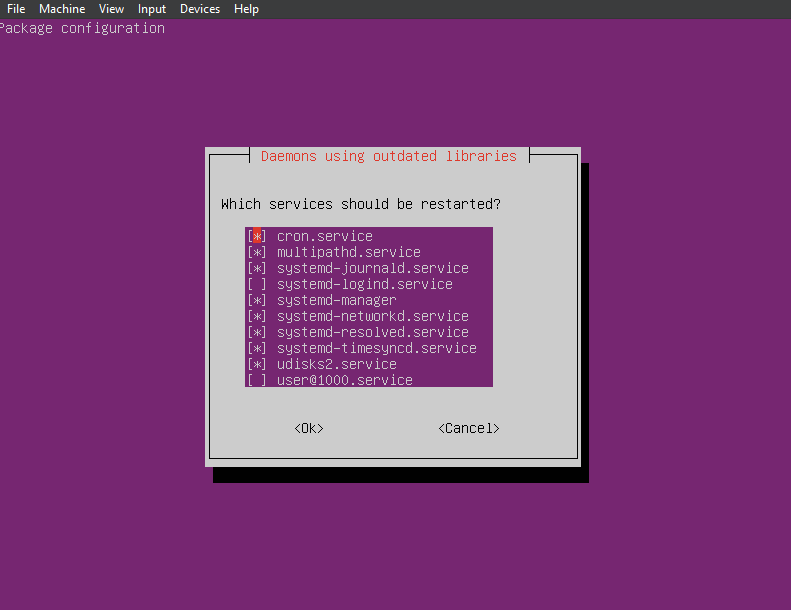 File Machine View Input Devices Help
Package configuration
Daemons using outdated libraries
Which services should be restarted?
[*] cron.service
[*] multipathd.service
[*] systemd-journald.service
[ ] systemd-logind.service
[*] systemd-manager
[*] systemd-networkd.service
[*] systemd-resolved.service
[*] systemd-timesyncd.service
[*] udisks2.service
[ ] user@1000.service
<Ok> <Cancel>